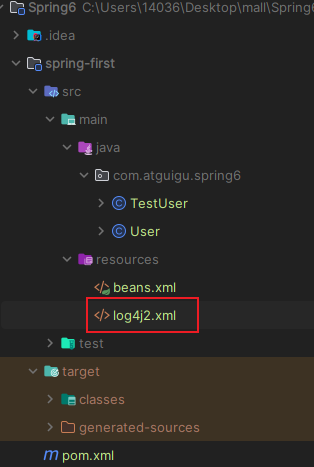 Spring6 C:\Users\14036\Desktop\mall\Spring6
.idea
spring-first
src
main
java
com.atguigu.spring6
TestUser
User
resources
beans.xml
log4j2.xml
test
target
classes
generated-sources
pom.xml